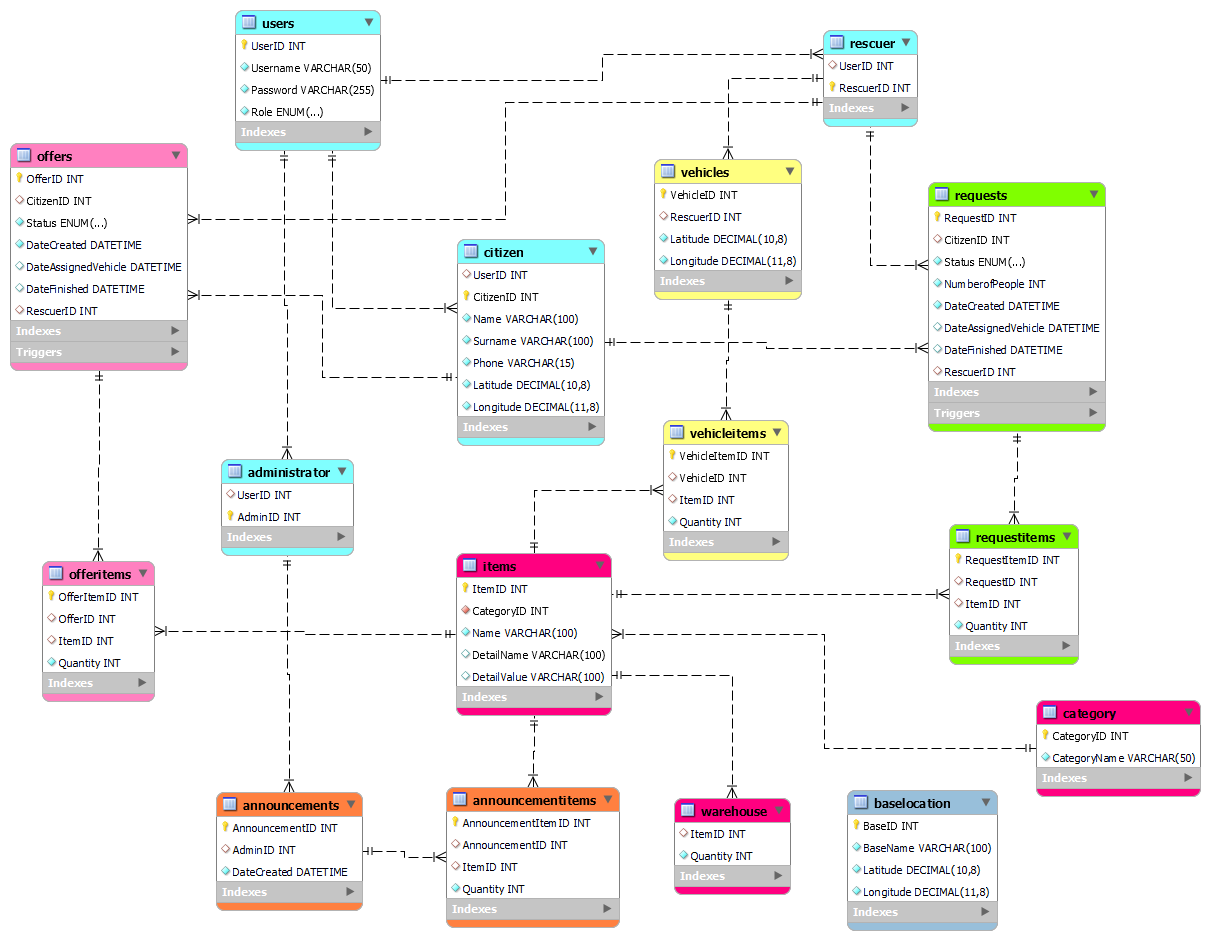 users
UserID INT
Username VARCHAR(50)
Password VARCHAR(255)
Role ENUM(...)
Indexes
rescuer
UserID INT
RescuerID INT
Indexes
offers
OfferID INT
CitizenID INT
Status ENUM(...)
DateCreated DATETIME
DateAssignedVehicle DATETIME
DateFinished DATETIME
RescuerID INT
Indexes
Triggers
vehicles
VehicleID INT
RescuerID INT
Latitude DECIMAL(10,8)
Longitude DECIMAL(11,8)
Indexes
requests
RequestID INT
CitizenID INT
Status ENUM(...)
NumberofPeople INT
DateCreated DATETIME
DateAssignedVehicle DATETIME
DateFinished DATETIME
RescuerID INT
Indexes
Triggers
citizen
UserID INT
CitizenID INT
Name VARCHAR(100)
Surname VARCHAR(100)
Phone VARCHAR(15)
Latitude DECIMAL(10,8)
Longitude DECIMAL(11,8)
Indexes
vehicleitems
VehicleItemID INT
VehicleID INT
ItemID INT
Quantity INT
Indexes
administrator
UserID INT
AdminID INT
Indexes
requestitems
RequestItemID INT
RequestID INT
ItemID INT
Quantity INT
Indexes
offeritems
OfferItemID INT
OfferID INT
ItemID INT
Quantity INT
Indexes
items
ItemID INT
CategoryID INT
Name VARCHAR(100)
DetailName VARCHAR(100)
DetailValue VARCHAR(100)
Indexes
category
CategoryID INT
CategoryName VARCHAR(50)
Indexes
announcements
AnnouncementID INT
AdminID INT
DateCreated DATETIME
Indexes
announcementitems
AnnouncementItemID INT
AnnouncementID INT
ItemID INT
Quantity INT
Indexes
warehouse
ItemID INT
Quantity INT
Indexes
baselocation
BaseID INT
BaseName VARCHAR(100)
Latitude DECIMAL(10,8)
Longitude DECIMAL(11,8)
Indexes